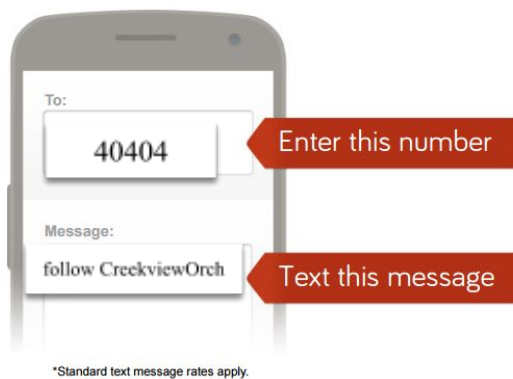 To:
40404
Enter this number
Message:
follow CreekviewOrch
Text this message
*Standard text message rates apply.